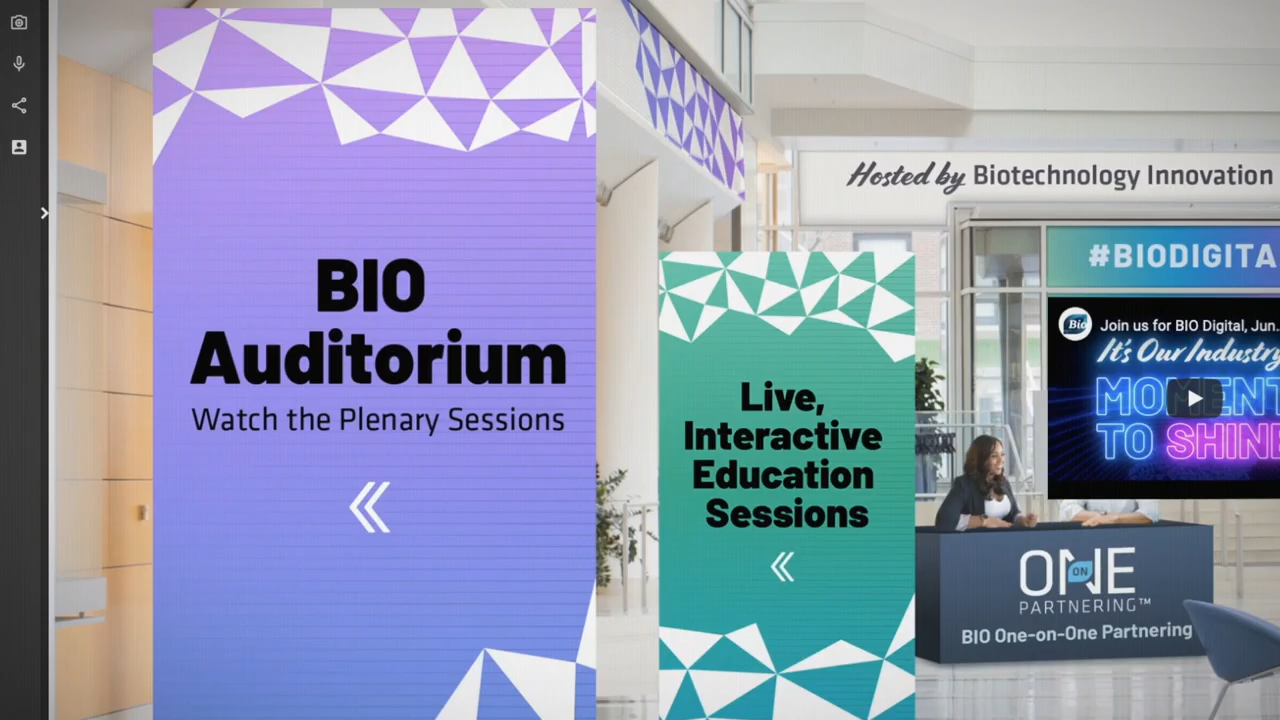 BIO
Auditorium
Watch the Plenary Sessions
Live,
Interactive
Education
Sessions
Hosted by Biotechnology Innovation
#BIODIGITA
Bio
Join us for BIO Digital, Jun...
It's Our Industry
MOMENT
TO SHINE
ONE
ON
PARTNERING™
BIO One-on-One Partnering